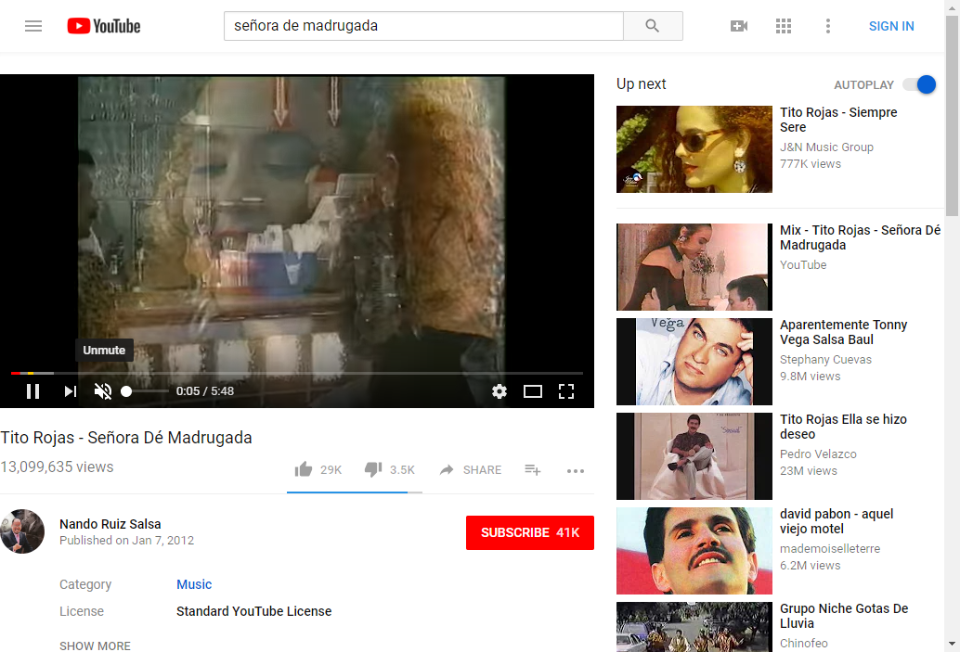 YouTube
señora de madrugada
SIGN IN
Unmute
0:05 / 5:48
Tito Rojas - Señora Dé Madrugada
13,099,635 views
29K
3.5K
SHARE
Nando Ruiz Salsa
Published on Jan 7, 2012
SUBSCRIBE 41K
Category
Music
License
Standard YouTube License
SHOW MORE
Up next
AUTOPLAY
Tito Rojas - Siempre
Sere
J&N Music Group
777K views
Mix - Tito Rojas - Señora Dé
Madrugada
YouTube
Vega
Aparentemente Tonny
Vega Salsa Baul
Stephany Cuevas
9.8M views
Tito Rojas Ella se hizo
deseo
Pedro Velazco
23M views
david pabon - aquel
viejo motel
mademoiselleterre
6.2M views
Grupo Niche Gotas De
Lluvia
Chinofeo